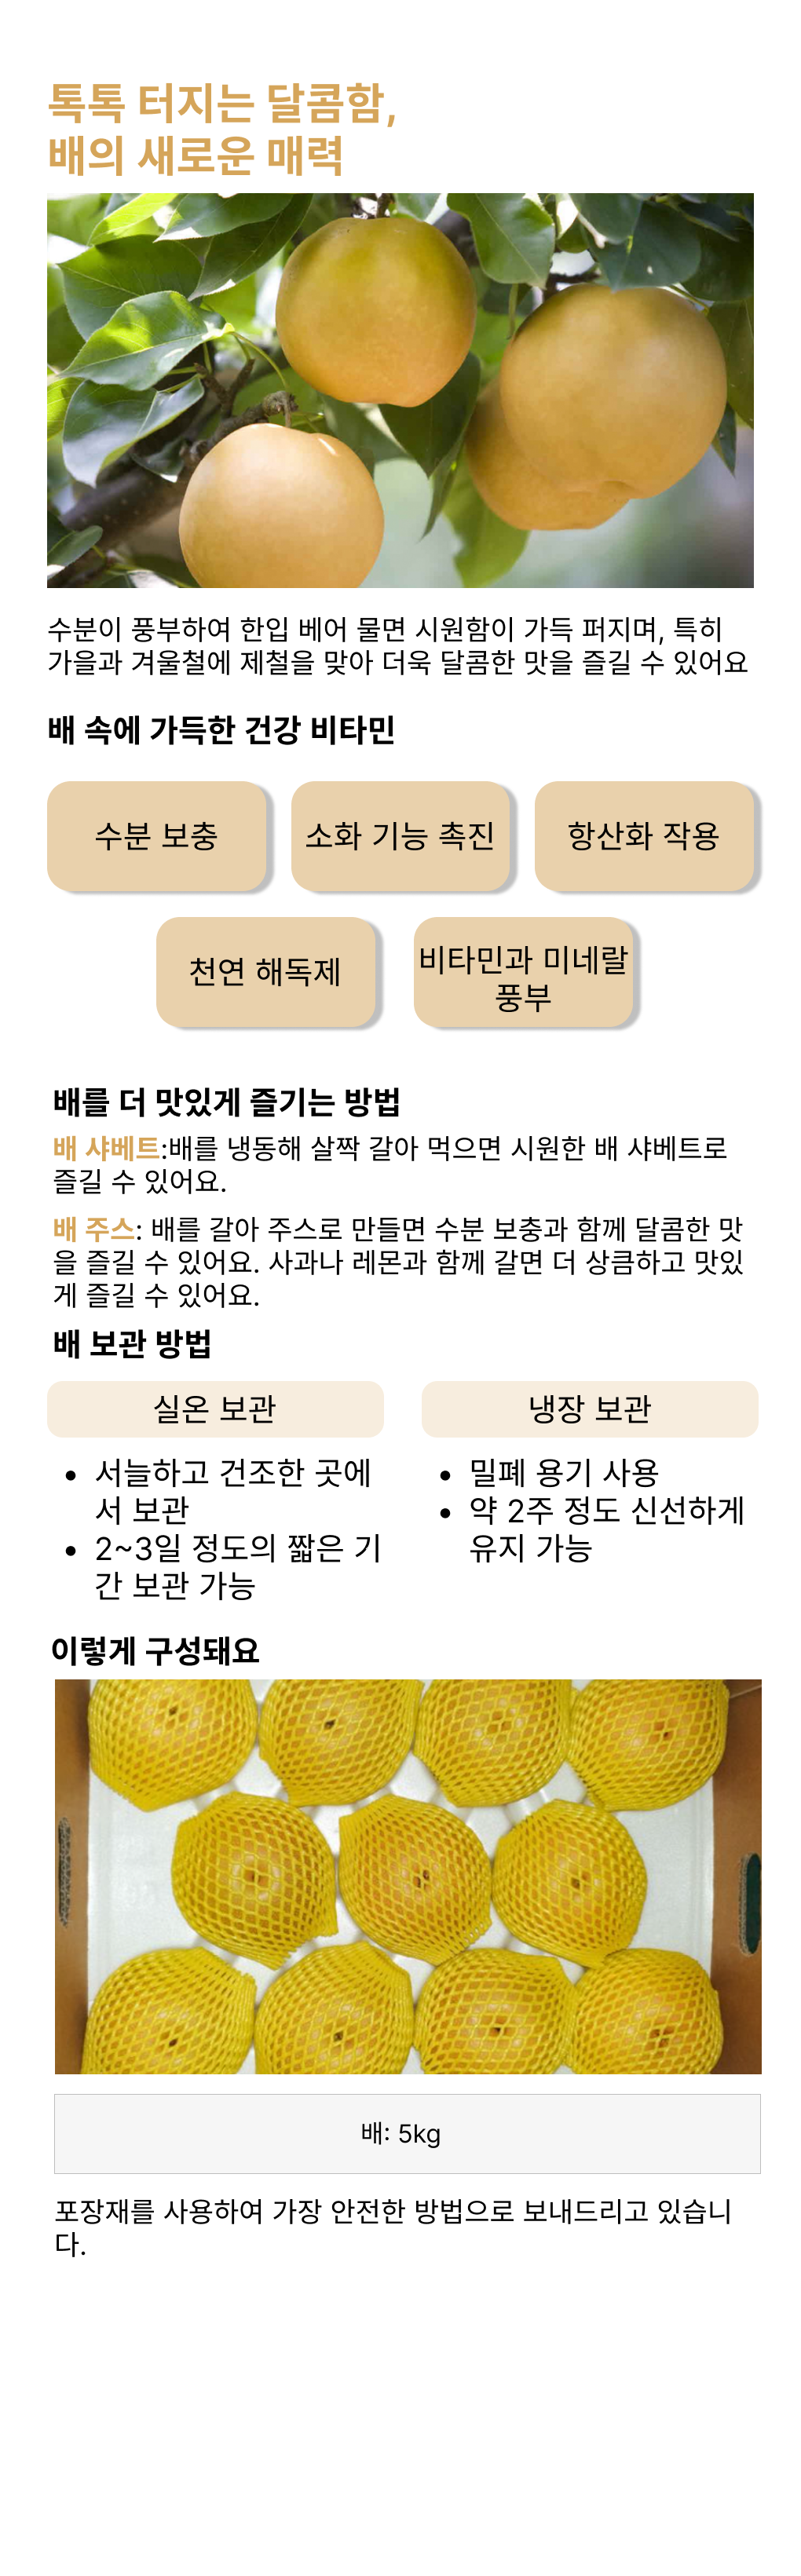 톡톡 터지는 달콤함,
배의 새로운 매력
수분이 풍부하여 한입 베어 물면 시원함이 가득 퍼지며, 특히
가을과 겨울철에 제철을 맞아 더욱 달콤한 맛을 즐길 수 있어요
배 속에 가득한 건강 비타민
수분 보충
소화 기능 촉진
항산화 작용
천연 해독제
비타민과 미네랄
풍부
배를 더 맛있게 즐기는 방법
배 샤베트:배를 냉동해 살짝 갈아 먹으면 시원한 배 샤베트로
즐길 수 있어요.
배 주스: 배를 갈아 주스로 만들면 수분 보충과 함께 달콤한 맛
을 즐길 수 있어요. 사과나 레몬과 함께 갈면 더 상큼하고 맛있
게 즐길 수 있어요.
배 보관 방법
실온 보관
• 서늘하고 건조한 곳에
서 보관
• 2~3일 정도의 짧은 기
간 보관 가능
냉장 보관
• 밀폐 용기 사용
• 약 2주 정도 신선하게
유지 가능
이렇게 구성돼요
배: 5kg
포장재를 사용하여 가장 안전한 방법으로 보내드리고 있습니
다.